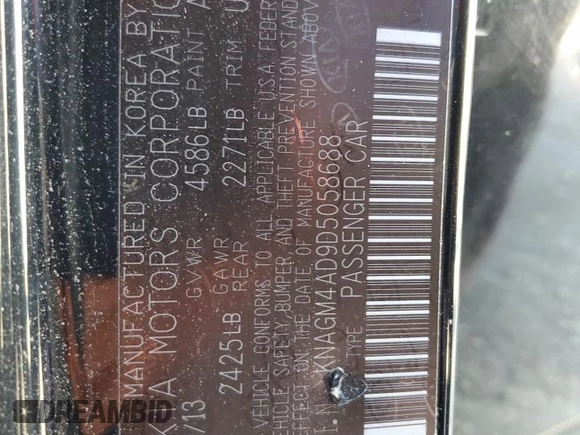 MANUFACTURED IN KOREA BY
KIA MOTORS CORPORATION
/13 GVWR 4586LB PAINT
GAWR
2425LB REAR 2271LB TRIM
VEHICLE CONFORMS TO ALL APPLICABLE U.S.A. FEDER
VEHICLE SAFETY, BUMPER, AND THEFT PREVENTION STAND
EFFECT ON THE DATE OF MANUFACTURE SHOWN ABOV
I.N KNAGM4AD9D5058688
TYPE PASSENGER CAR
KIA
DREAMBID